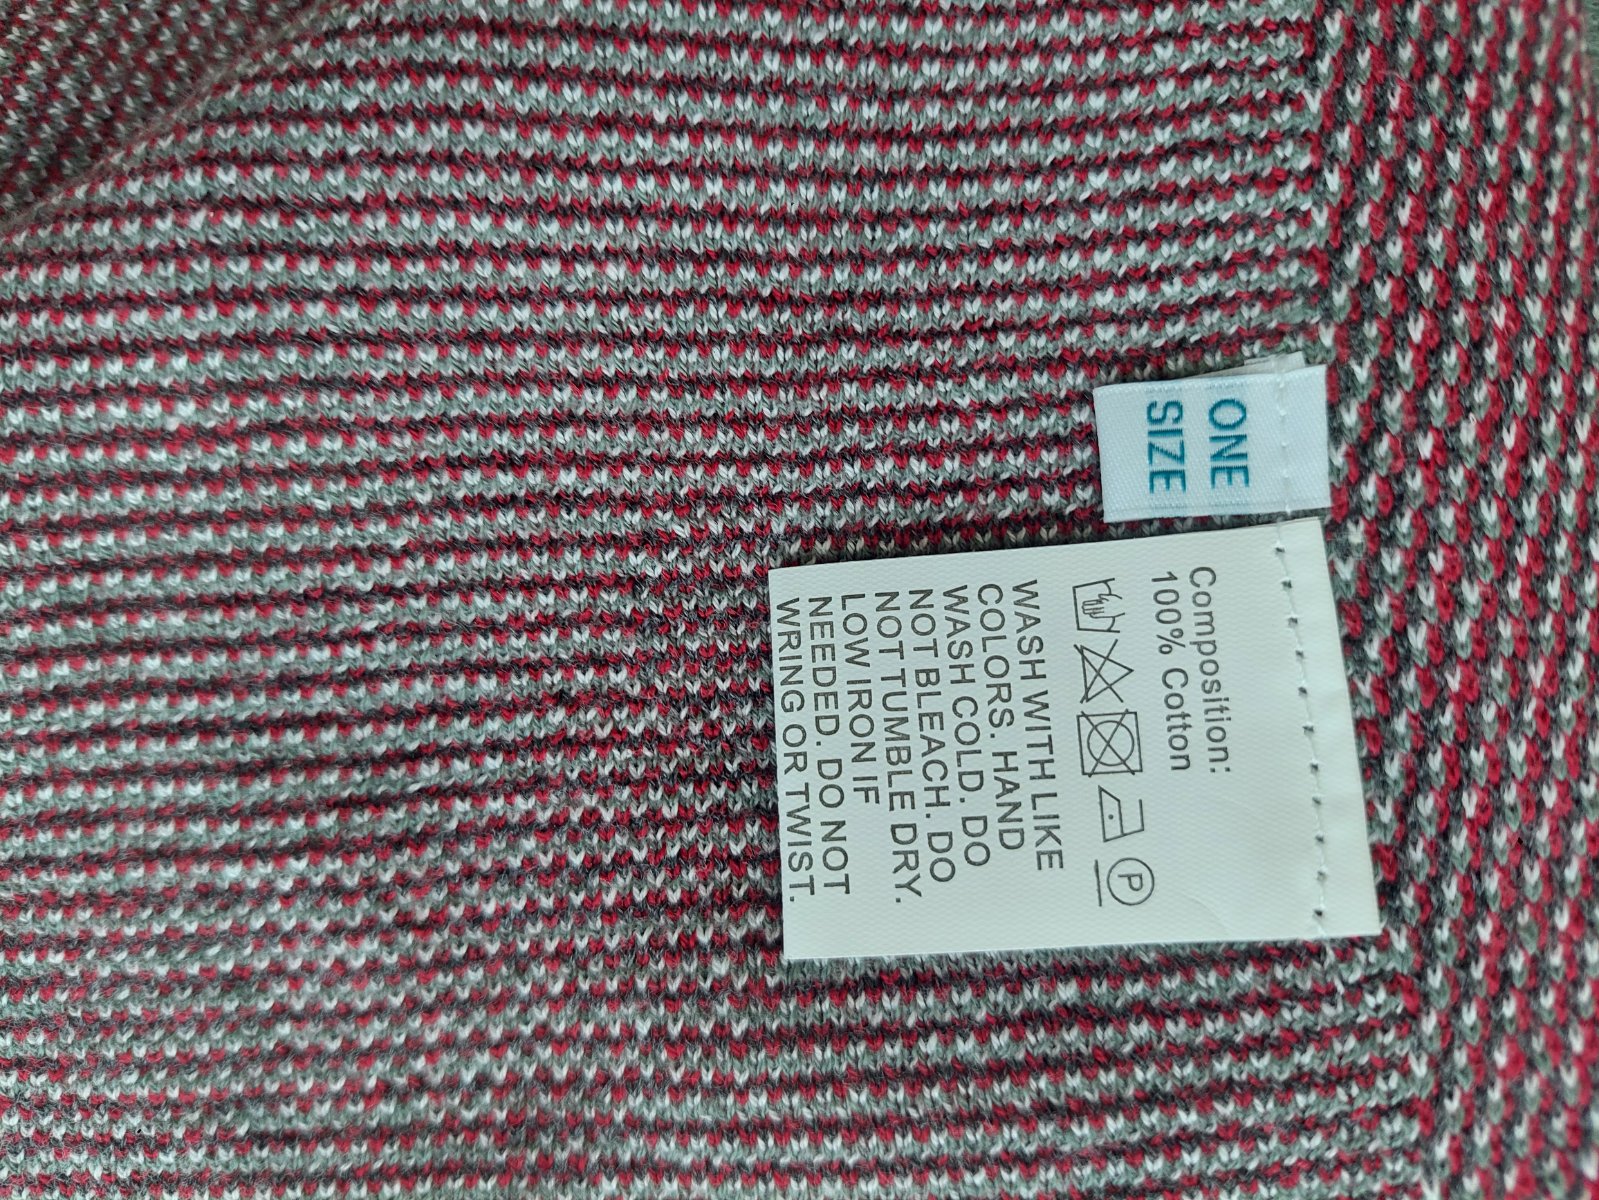 ONE
SIZE
Composition:
100% Cotton
P
WASH WITH LIKE
COLORS. HAND
WASH COLD. DO
NOT BLEACH. DO
NOT TUMBLE DRY.
LOW IRON IF
NEEDED. DO NOT
WRING OR TWIST.